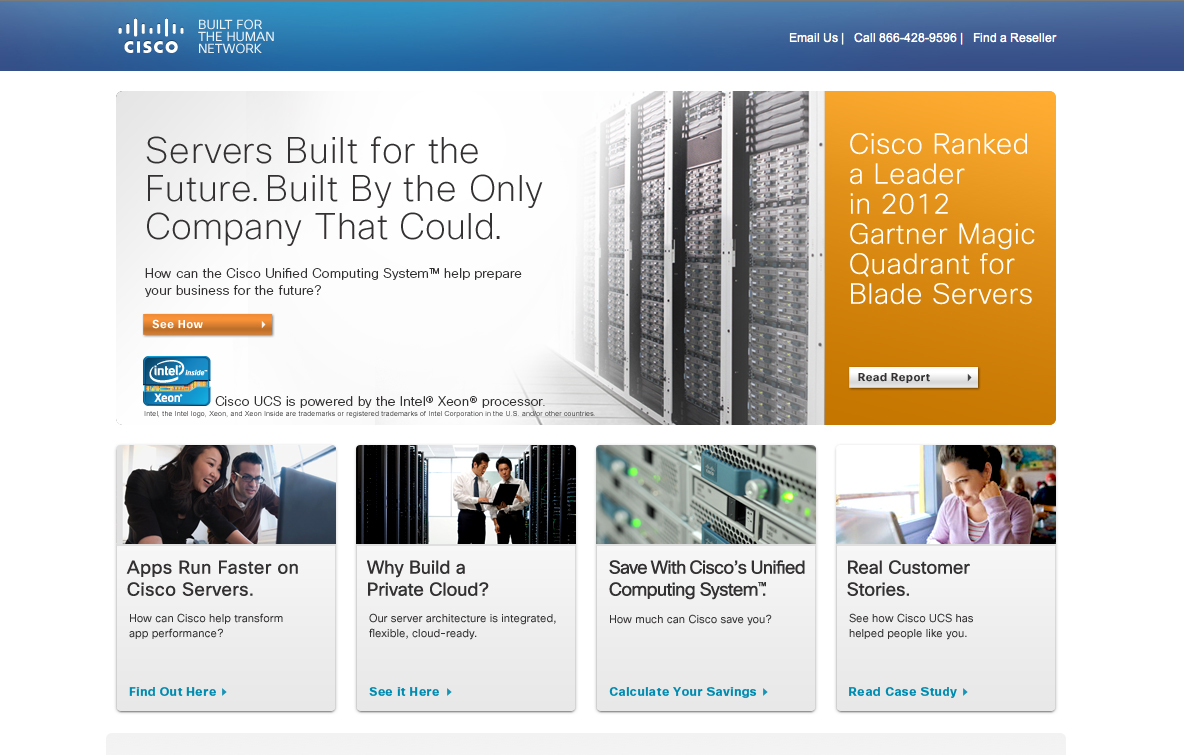 CISCO
BUILT FOR
THE HUMAN
NETWORK
Email Us | Call 866-428-9596 | Find a Reseller
Servers Built for the
Future. Built By the Only
Company That Could.
How can the Cisco Unified Computing System™ help prepare
your business for the future?
See How
intel inside™
Xeon®
Cisco UCS is powered by the Intel® Xeon® processor.
Intel, the Intel logo, Xeon, and Xeon Inside are trademarks or registered trademarks of Intel Corporation in the U.S. and/or other countries.
Cisco Ranked
a Leader
in 2012
Gartner Magic
Quadrant for
Blade Servers
Read Report
Apps Run Faster on
Cisco Servers.
How can Cisco help transform
app performance?
Find Out Here
Why Build a
Private Cloud?
Our server architecture is integrated,
flexible, cloud-ready.
See it Here
Save With Cisco's Unified
Computing System™.
How much can Cisco save you?
Calculate Your Savings
Real Customer
Stories.
See how Cisco UCS has
helped people like you.
Read Case Study